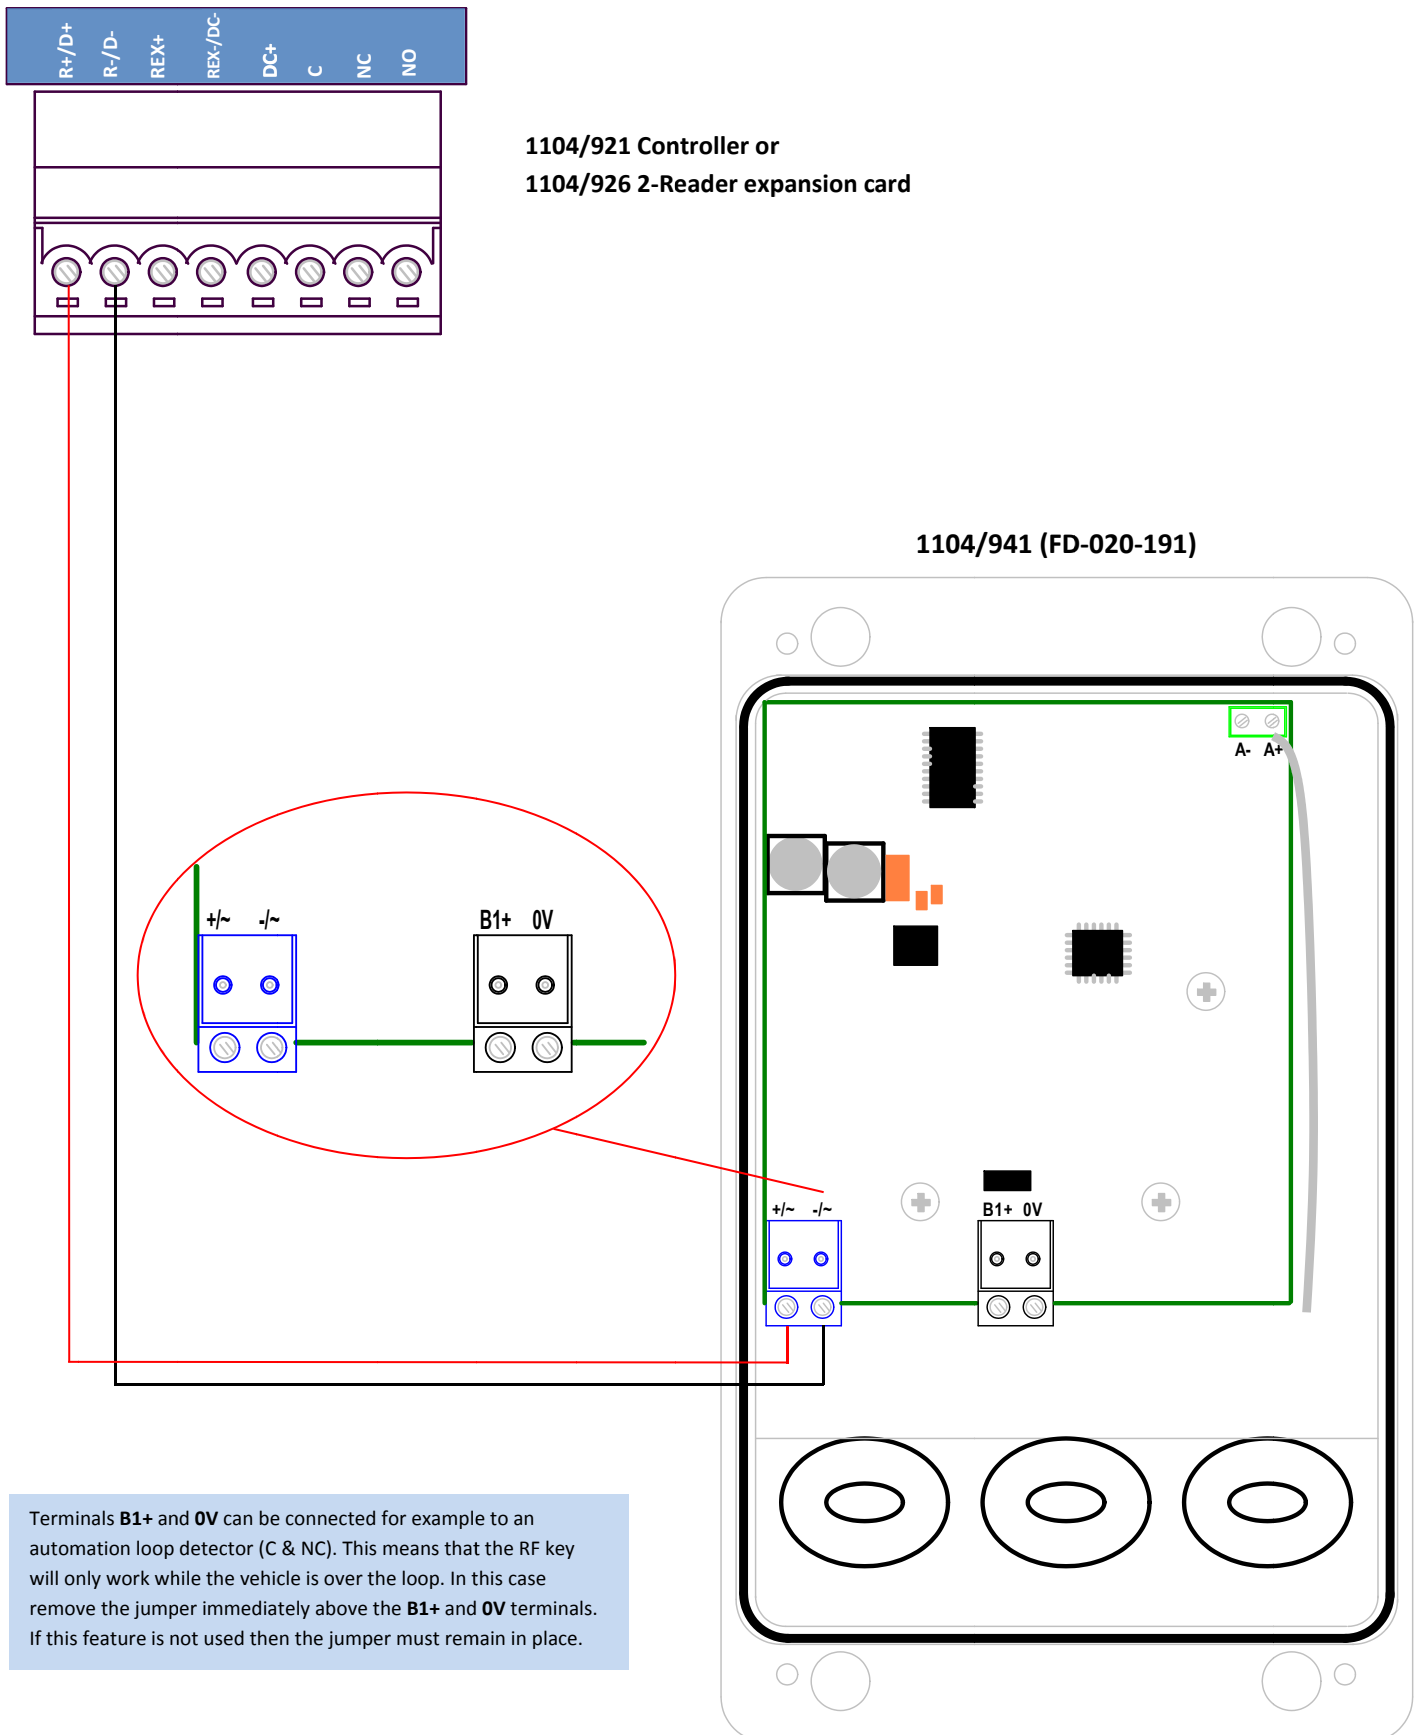 R+/D+ R-/D- REX+ REX-/DC- DC+ C NC NO
1104/921 Controller or
1104/926 2-Reader expansion card
1104/941 (FD-020-191)
A- A+
+/~ -/~ B1+ 0V
+/~ -/~ B1+ 0V
Terminals B1+ and 0V can be connected for example to an
automation loop detector (C & NC). This means that the RF key
will only work while the vehicle is over the loop. In this case
remove the jumper immediately above the B1+ and 0V terminals.
If this feature is not used then the jumper must remain in place.